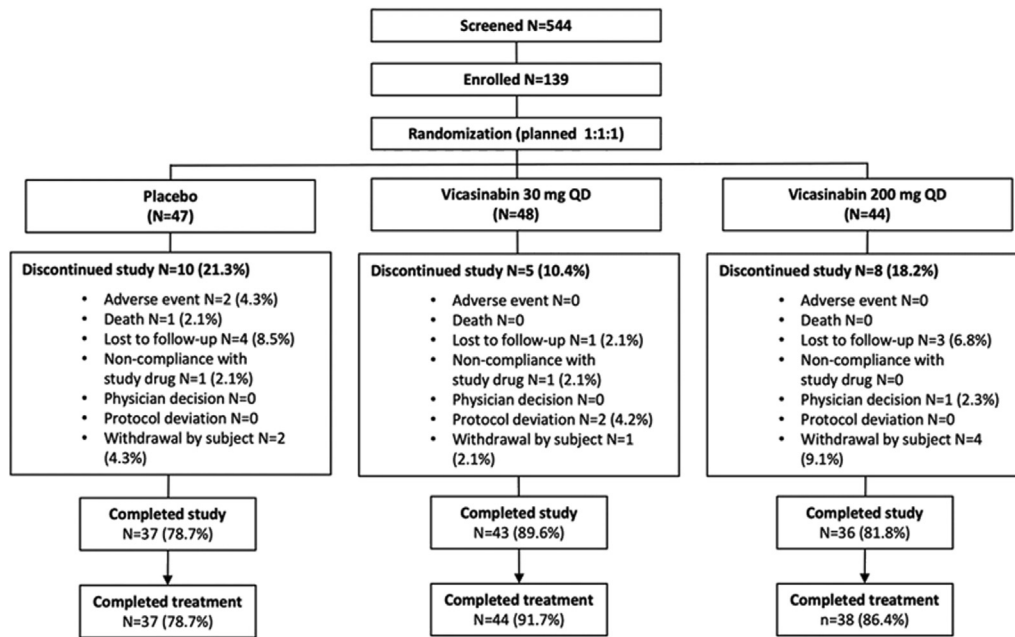 Screened N=544
Enrolled N=139
Randomization (planned 1:1:1)
Placebo
(N=47)
Discontinued study N=10 (21.3%)
• Adverse event N=2 (4.3%)
• Death N=1 (2.1%)
• Lost to follow-up N=4 (8.5%)
• Non-compliance with
study drug N=1 (2.1%)
• Physician decision N=0
• Protocol deviation N=0
• Withdrawal by subject N=2
(4.3%)
Completed study
N=37 (78.7%)
Completed treatment
N=37 (78.7%)
Vicasinabin 30 mg QD
(N=48)
Discontinued study N=5 (10.4%)
• Adverse event N=0
• Death N=0
• Lost to follow-up N=1 (2.1%)
• Non-compliance with
study drug N=1 (2.1%)
• Physician decision N=0
• Protocol deviation N=2 (4.2%)
• Withdrawal by subject N=1
(2.1%)
Completed study
N=43 (89.6%)
Completed treatment
N=44 (91.7%)
Vicasinabin 200 mg QD
(N=44)
Discontinued study N=8 (18.2%)
• Adverse event N=0
• Death N=0
• Lost to follow-up N=3 (6.8%)
• Non-compliance with
study drug N=0
• Physician decision N=1 (2.3%)
• Protocol deviation N=0
• Withdrawal by subject N=4
(9.1%)
Completed study
N=36 (81.8%)
Completed treatment
n=38 (86.4%)